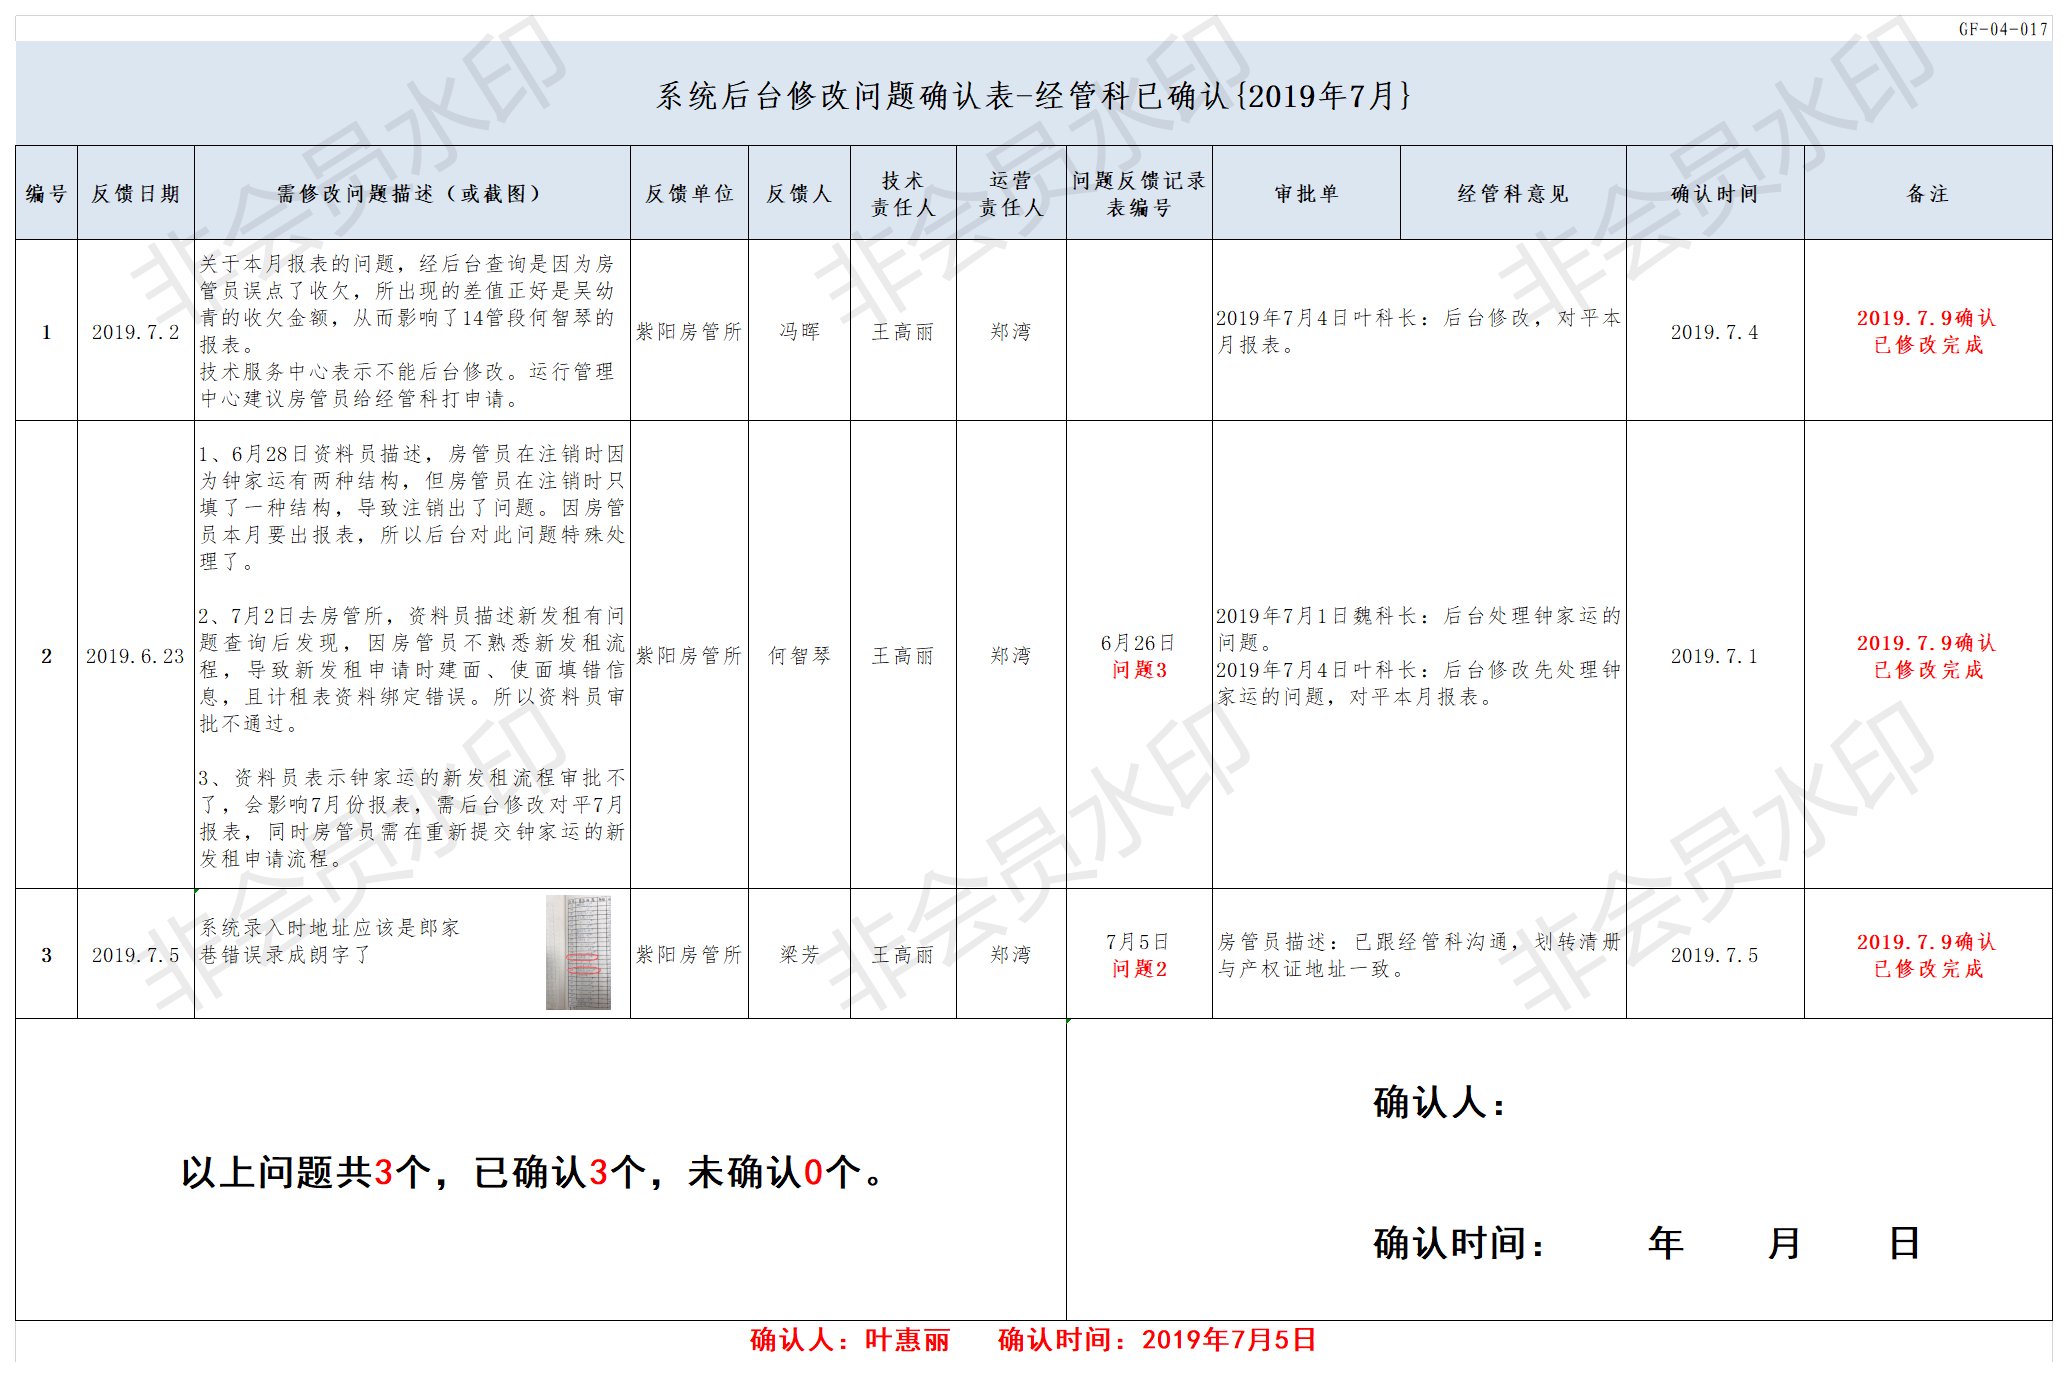 GF-04-017
系统后台修改问题确认表-经管科已确认{2019年7月}
编号
反馈日期
需修改问题描述（或截图）
反馈单位
反馈人
技术
责任人
运营
责任人
问题反馈记录
表编号
审批单
经管科意见
确认时间
备注
1
2019.7.2
关于本月报表的问题，经后台查询是因为房
管员误点了收欠，所出现的差值正好是吴幼
青的收欠金额，从而影响了14管段何智琴的
报表。
技术服务中心表示不能后台修改。运行管理
中心建议房管员给经管科打申请。
紫阳房管所
冯晖
王高丽
郑湾
2019年7月4日叶科长：后台修改，对平本
月报表。
2019.7.4
2019.7.9确认
已修改完成
2
2019.6.23
1、6月28日资料员描述，房管员在注销时因
为钟家运有两种结构，但房管员在注销时只
填了一种结构，导致注销出了问题。因房管
员本月要出报表，所以后台对此问题特殊处
理了。
2、7月2日去房管所，资料员描述新发租有问
题查询后发现，因房管员不熟悉新发租流
程，导致新发租申请时建面、使面填错信
息，且计租表资料绑定错误。所以资料员审
批不通过。
3、资料员表示钟家运的新发租流程审批不
了，会影响7月份报表，需后台修改对平7月
报表，同时房管员需在重新提交钟家运的新
发租申请流程。
紫阳房管所
何智琴
王高丽
郑湾
6月26日
问题3
2019年7月1日魏科长：后台处理钟家运的
问题。
2019年7月4日叶科长：后台修改先处理钟
家运的问题，对平本月报表。
2019.7.1
2019.7.9确认
已修改完成
3
2019.7.5
系统录入时地址应该是郎家
巷错误录成朗字了
紫阳房管所
梁芳
王高丽
郑湾
7月5日
问题2
房管员描述：已跟经管科沟通，划转清册
与产权证地址一致。
2019.7.5
2019.7.9确认
已修改完成
以上问题共3个，已确认3个，未确认0个。
确认人：
确认时间： 年 月 日
确认人：叶惠丽 确认时间：2019年7月5日
非会员水印
非会员水印
非会员水印
非会员水印
非会员水印
非会员水印